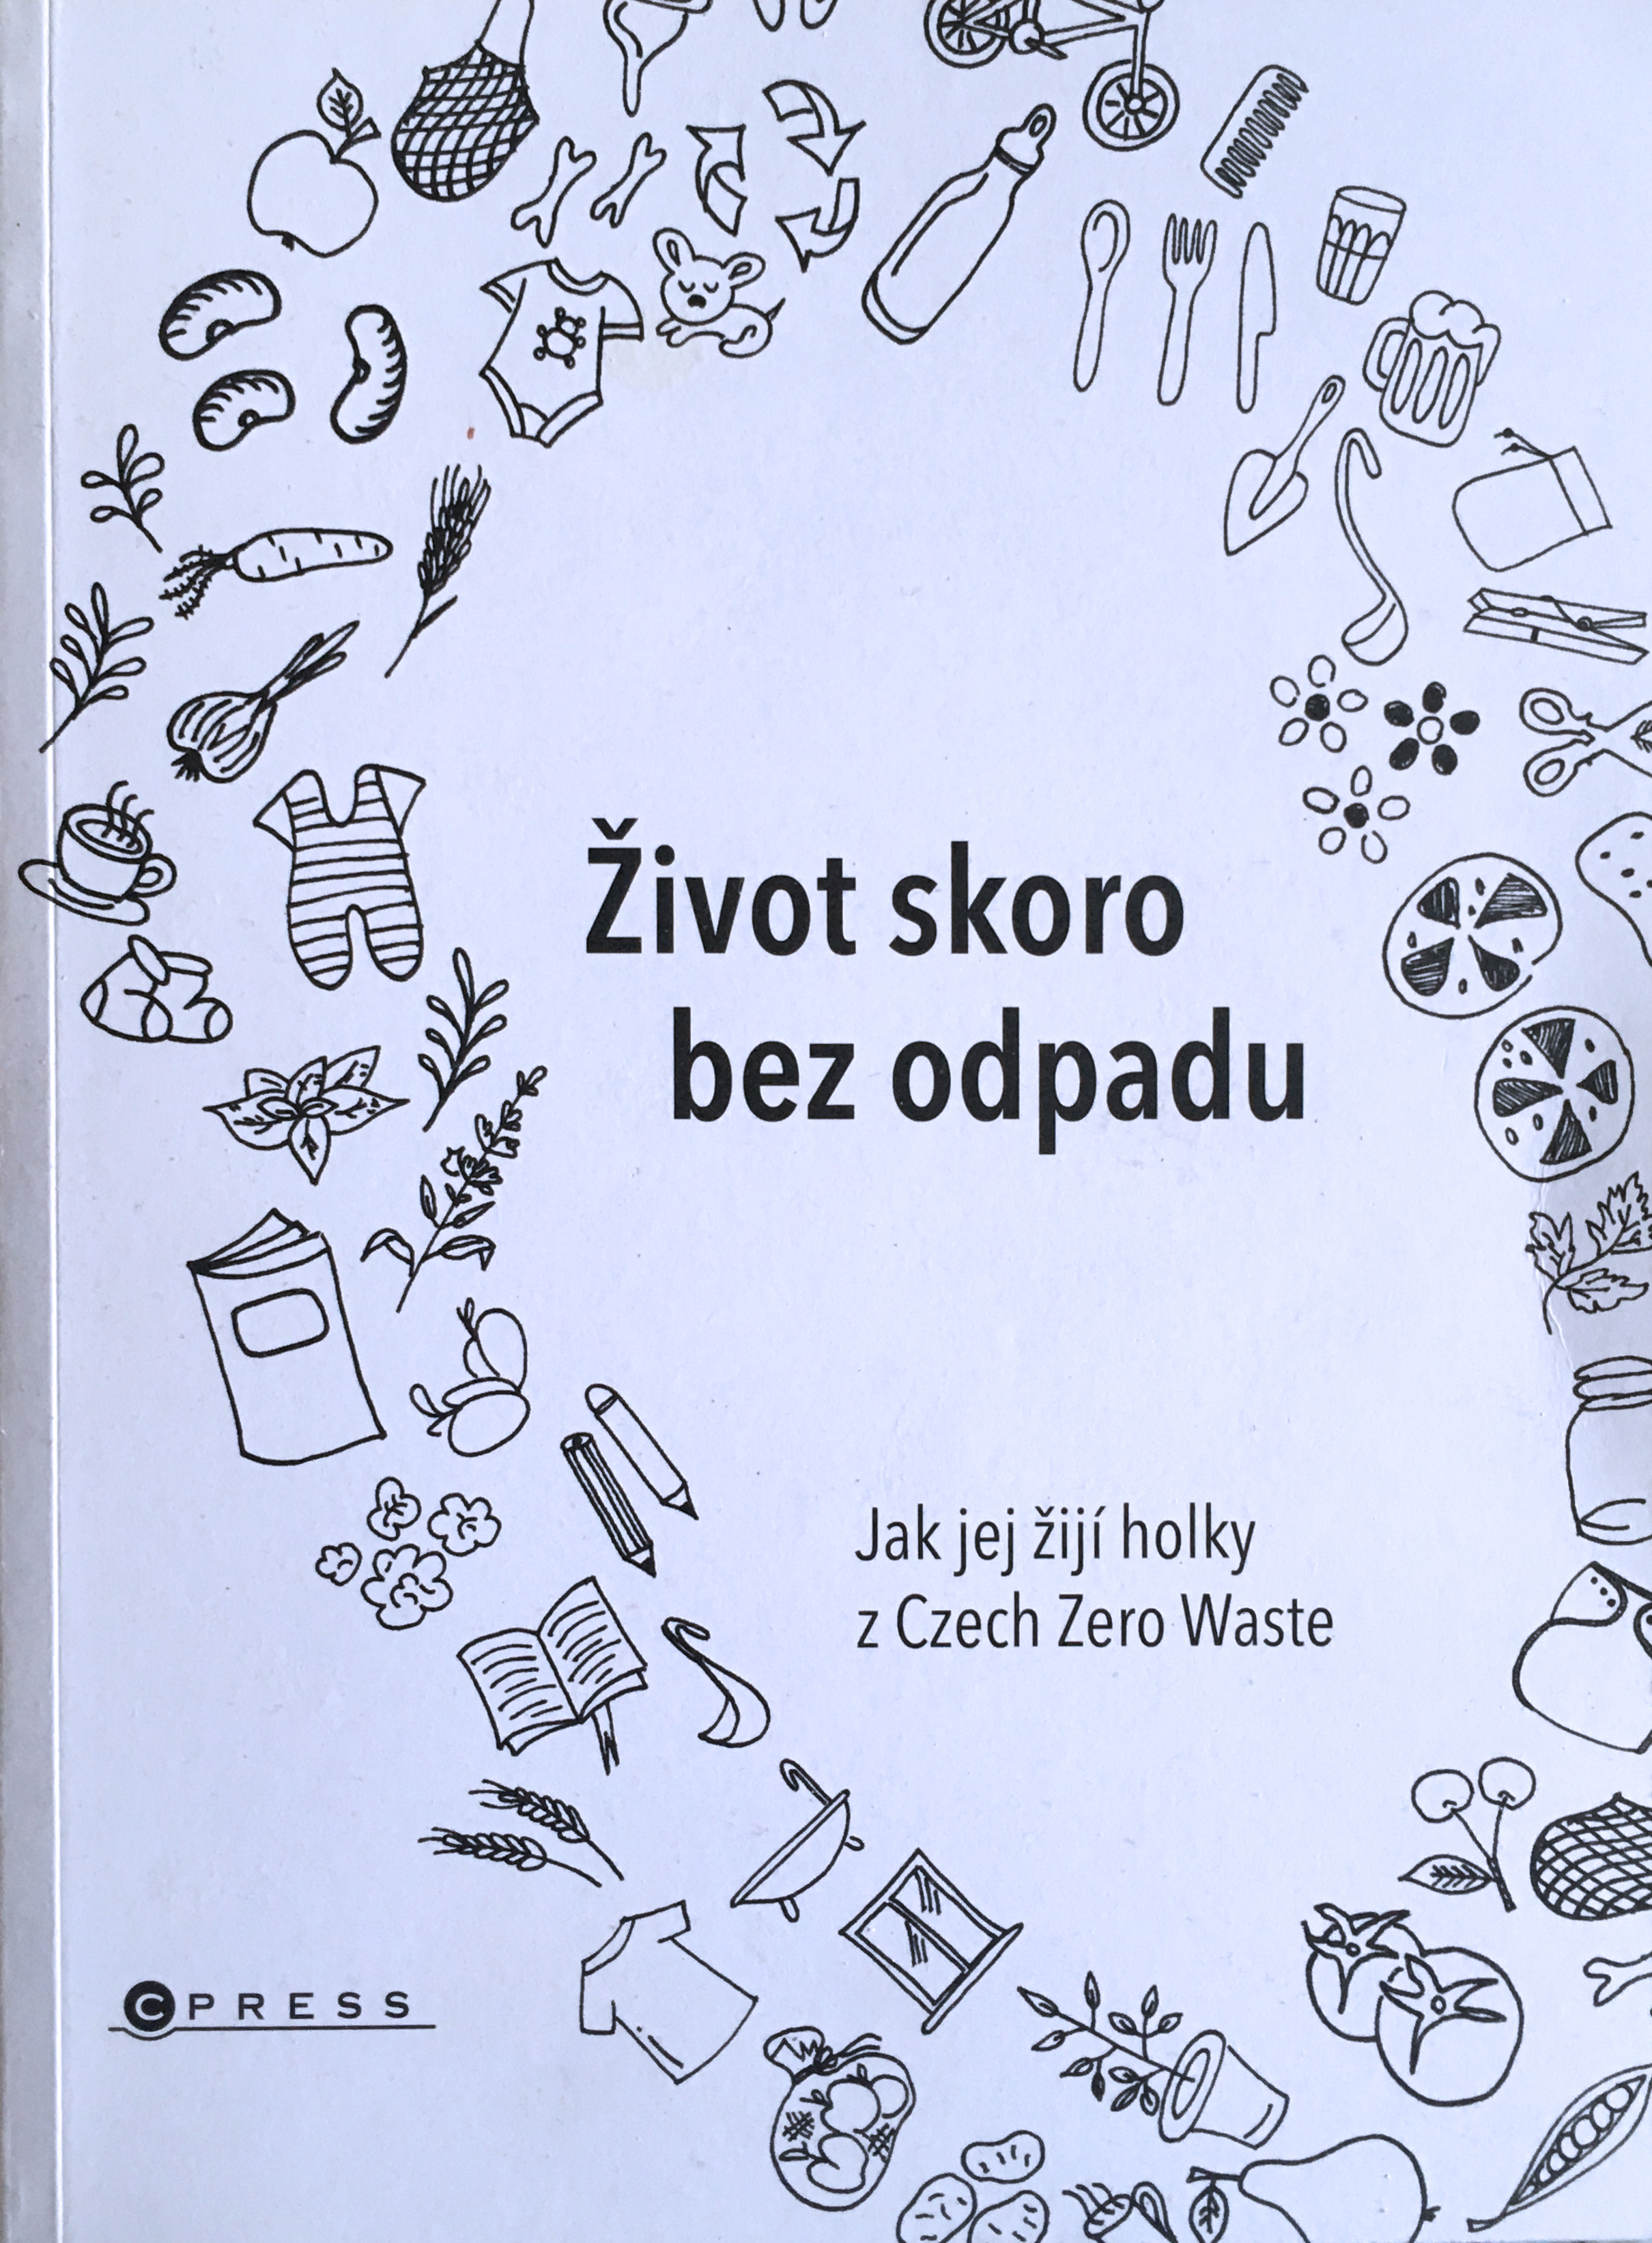 Život skoro
bez odpadu
Jak jej žijí holky
z Czech Zero Waste
CPRESS